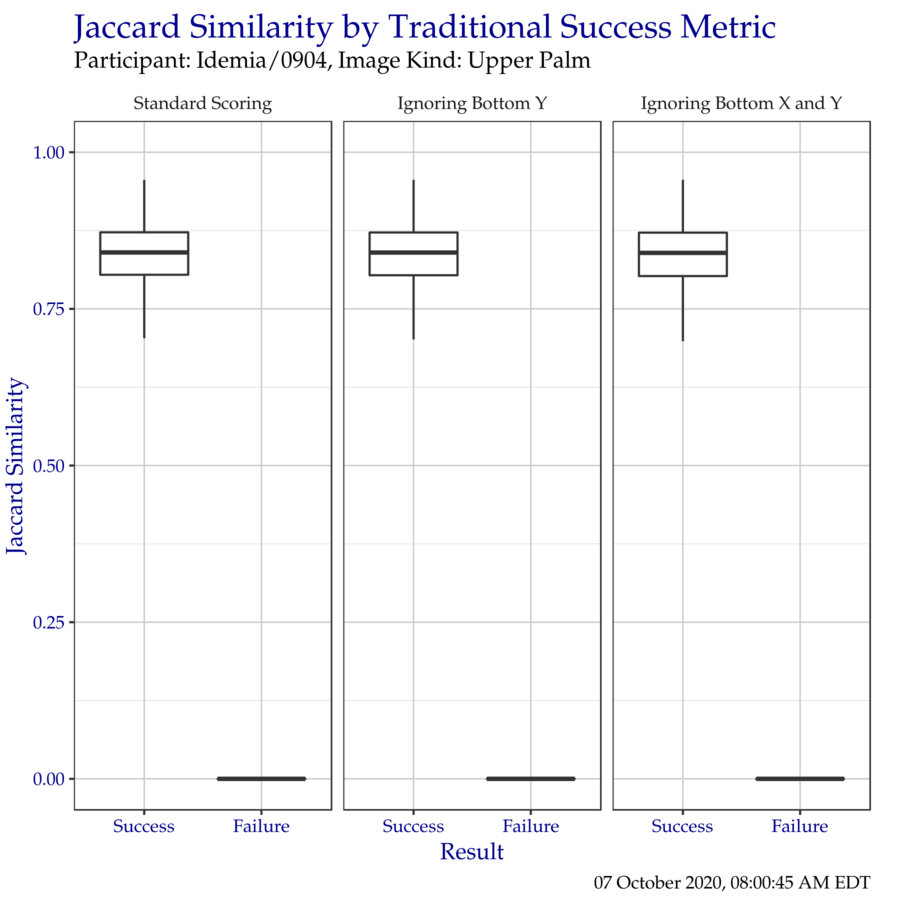 Jaccard Similarity by Traditional Success Metric
Participant: Idemia/0904, Image Kind: Upper Palm
Standard Scoring
Ignoring Bottom Y
Ignoring Bottom X and Y
Jaccard Similarity
1.00
0.75
0.50
0.25
0.00
Success Failure
Success Failure
Success Failure
Result
07 October 2020, 08:00:45 AM EDT